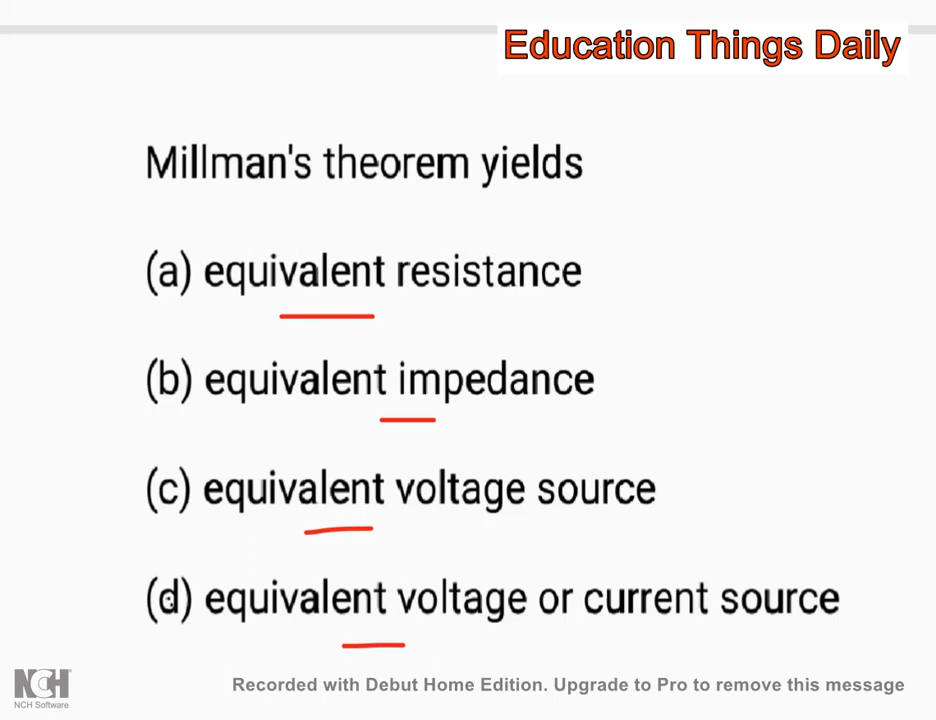 Education Things Daily
Millman's theorem yields
(a) equivalent resistance
(b) equivalent impedance
(c) equivalent voltage source
(d) equivalent voltage or current source
NCH
NCH Software
Recorded with Debut Home Edition. Upgrade to Pro to remove this message